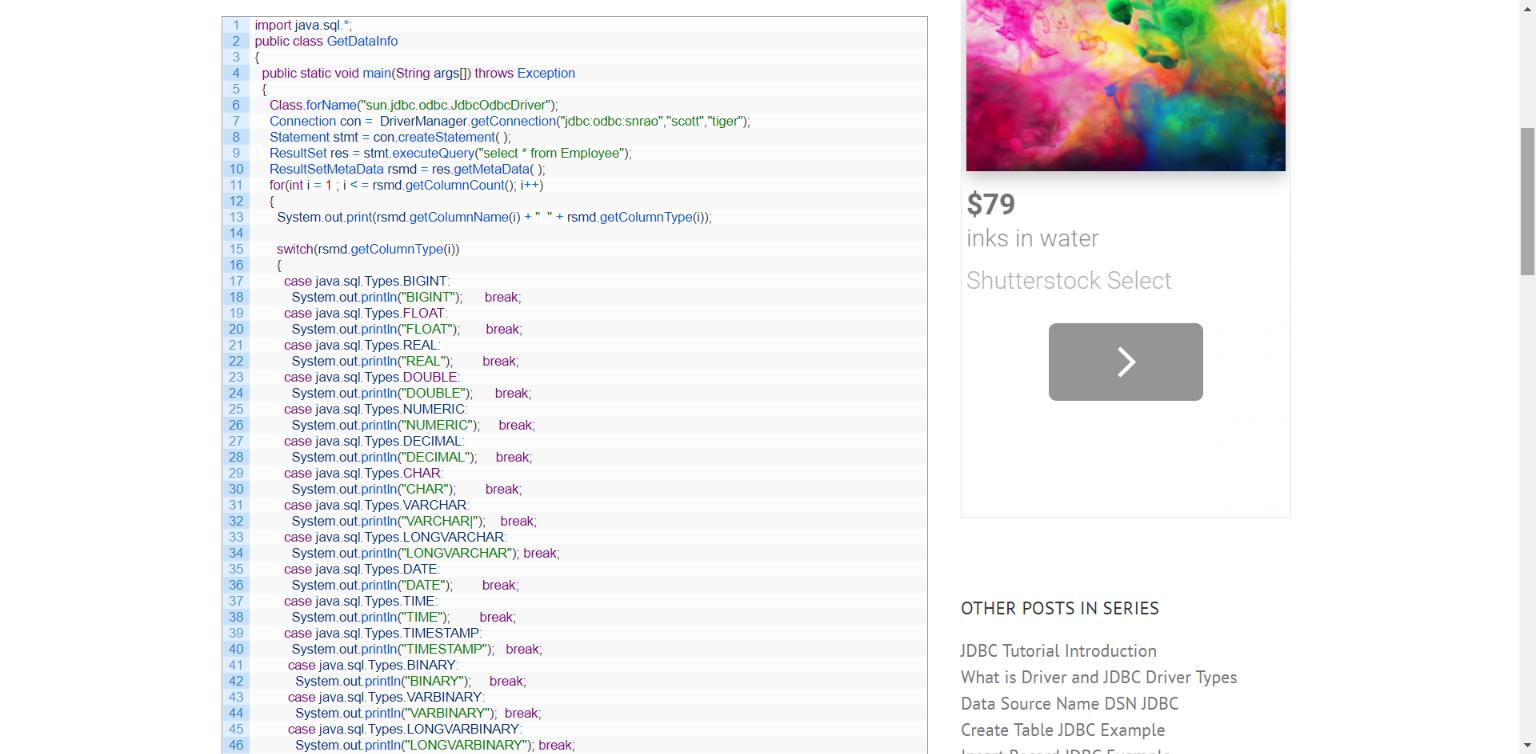 1 import java.sql.*;
2 public class GetDataInfo
3 {
4 public static void main(String args[]) throws Exception
5 {
6 Class.forName("sun.jdbc.odbc.JdbcOdbcDriver");
7 Connection con =  DriverManager.getConnection("jdbc:odbc:snrao","scott","tiger");
8 Statement stmt = con.createStatement( );
9 ResultSet res = stmt.executeQuery("select * from Employee");
10 ResultSetMetaData rsmd = res.getMetaData( );
11 for(int i = 1 ; i < = rsmd.getColumnCount(); i++)
12 {
13 System.out.print(rsmd.getColumnName(i) + "  " + rsmd.getColumnType(i));
14
15 switch(rsmd.getColumnType(i))
16 {
17 case java.sql.Types.BIGINT:
18 System.out.println("BIGINT");      break;
19 case java.sql.Types.FLOAT:
20 System.out.println("FLOAT");       break;
21 case java.sql.Types.REAL:
22 System.out.println("REAL");        break;
23 case java.sql.Types.DOUBLE:
24 System.out.println("DOUBLE");      break;
25 case java.sql.Types.NUMERIC:
26 System.out.println("NUMERIC");     break;
27 case java.sql.Types.DECIMAL:
28 System.out.println("DECIMAL");     break;
29 case java.sql.Types.CHAR:
30 System.out.println("CHAR");        break;
31 case java.sql.Types.VARCHAR:
32 System.out.println("VARCHAR|");    break;
33 case java.sql.Types.LONGVARCHAR:
34 System.out.println("LONGVARCHAR"); break;
35 case java.sql.Types.DATE:
36 System.out.println("DATE");        break;
37 case java.sql.Types.TIME:
38 System.out.println("TIME");        break;
39 case java.sql.Types.TIMESTAMP:
40 System.out.println("TIMESTAMP");   break;
41 case java.sql.Types.BINARY:
42 System.out.println("BINARY");     break;
43 case java.sql.Types.VARBINARY:
44 System.out.println("VARBINARY");  break;
45 case java.sql.Types.LONGVARBINARY:
46 System.out.println("LONGVARBINARY"); break;
$79
inks in water
Shutterstock Select
OTHER POSTS IN SERIES
JDBC Tutorial Introduction
What is Driver and JDBC Driver Types
Data Source Name DSN JDBC
Create Table JDBC Example
Insert Record JDBC Example